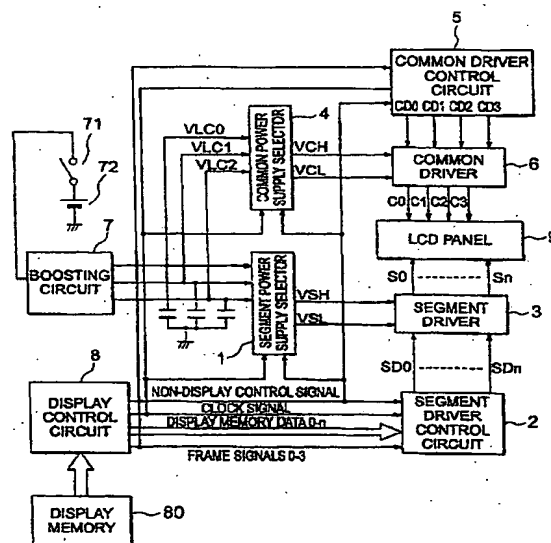 5
COMMON DRIVER
CONTROL
CIRCUIT
CD0 CD1 CD2 CD3
4
71
VLC0
VLC1
VLC2
COMMON POWER
SUPPLY SELECTOR
VCH
VCL
COMMON
DRIVER
6
72
C0 C1 C2 C3
7
LCD PANEL
9
BOOSTING
CIRCUIT
S0
Sn
SEGMENT POWER
SUPPLY SELECTOR
VSH
VSL
SEGMENT
DRIVER
3
1
SD0
SDn
8
NON-DISPLAY CONTROL SIGNAL
CLOCK SIGNAL
DISPLAY MEMORY DATA 0-n
FRAME SIGNALS 0-3
DISPLAY
CONTROL
CIRCUIT
SEGMENT
DRIVER
CONTROL
CIRCUIT
2
DISPLAY
MEMORY
80